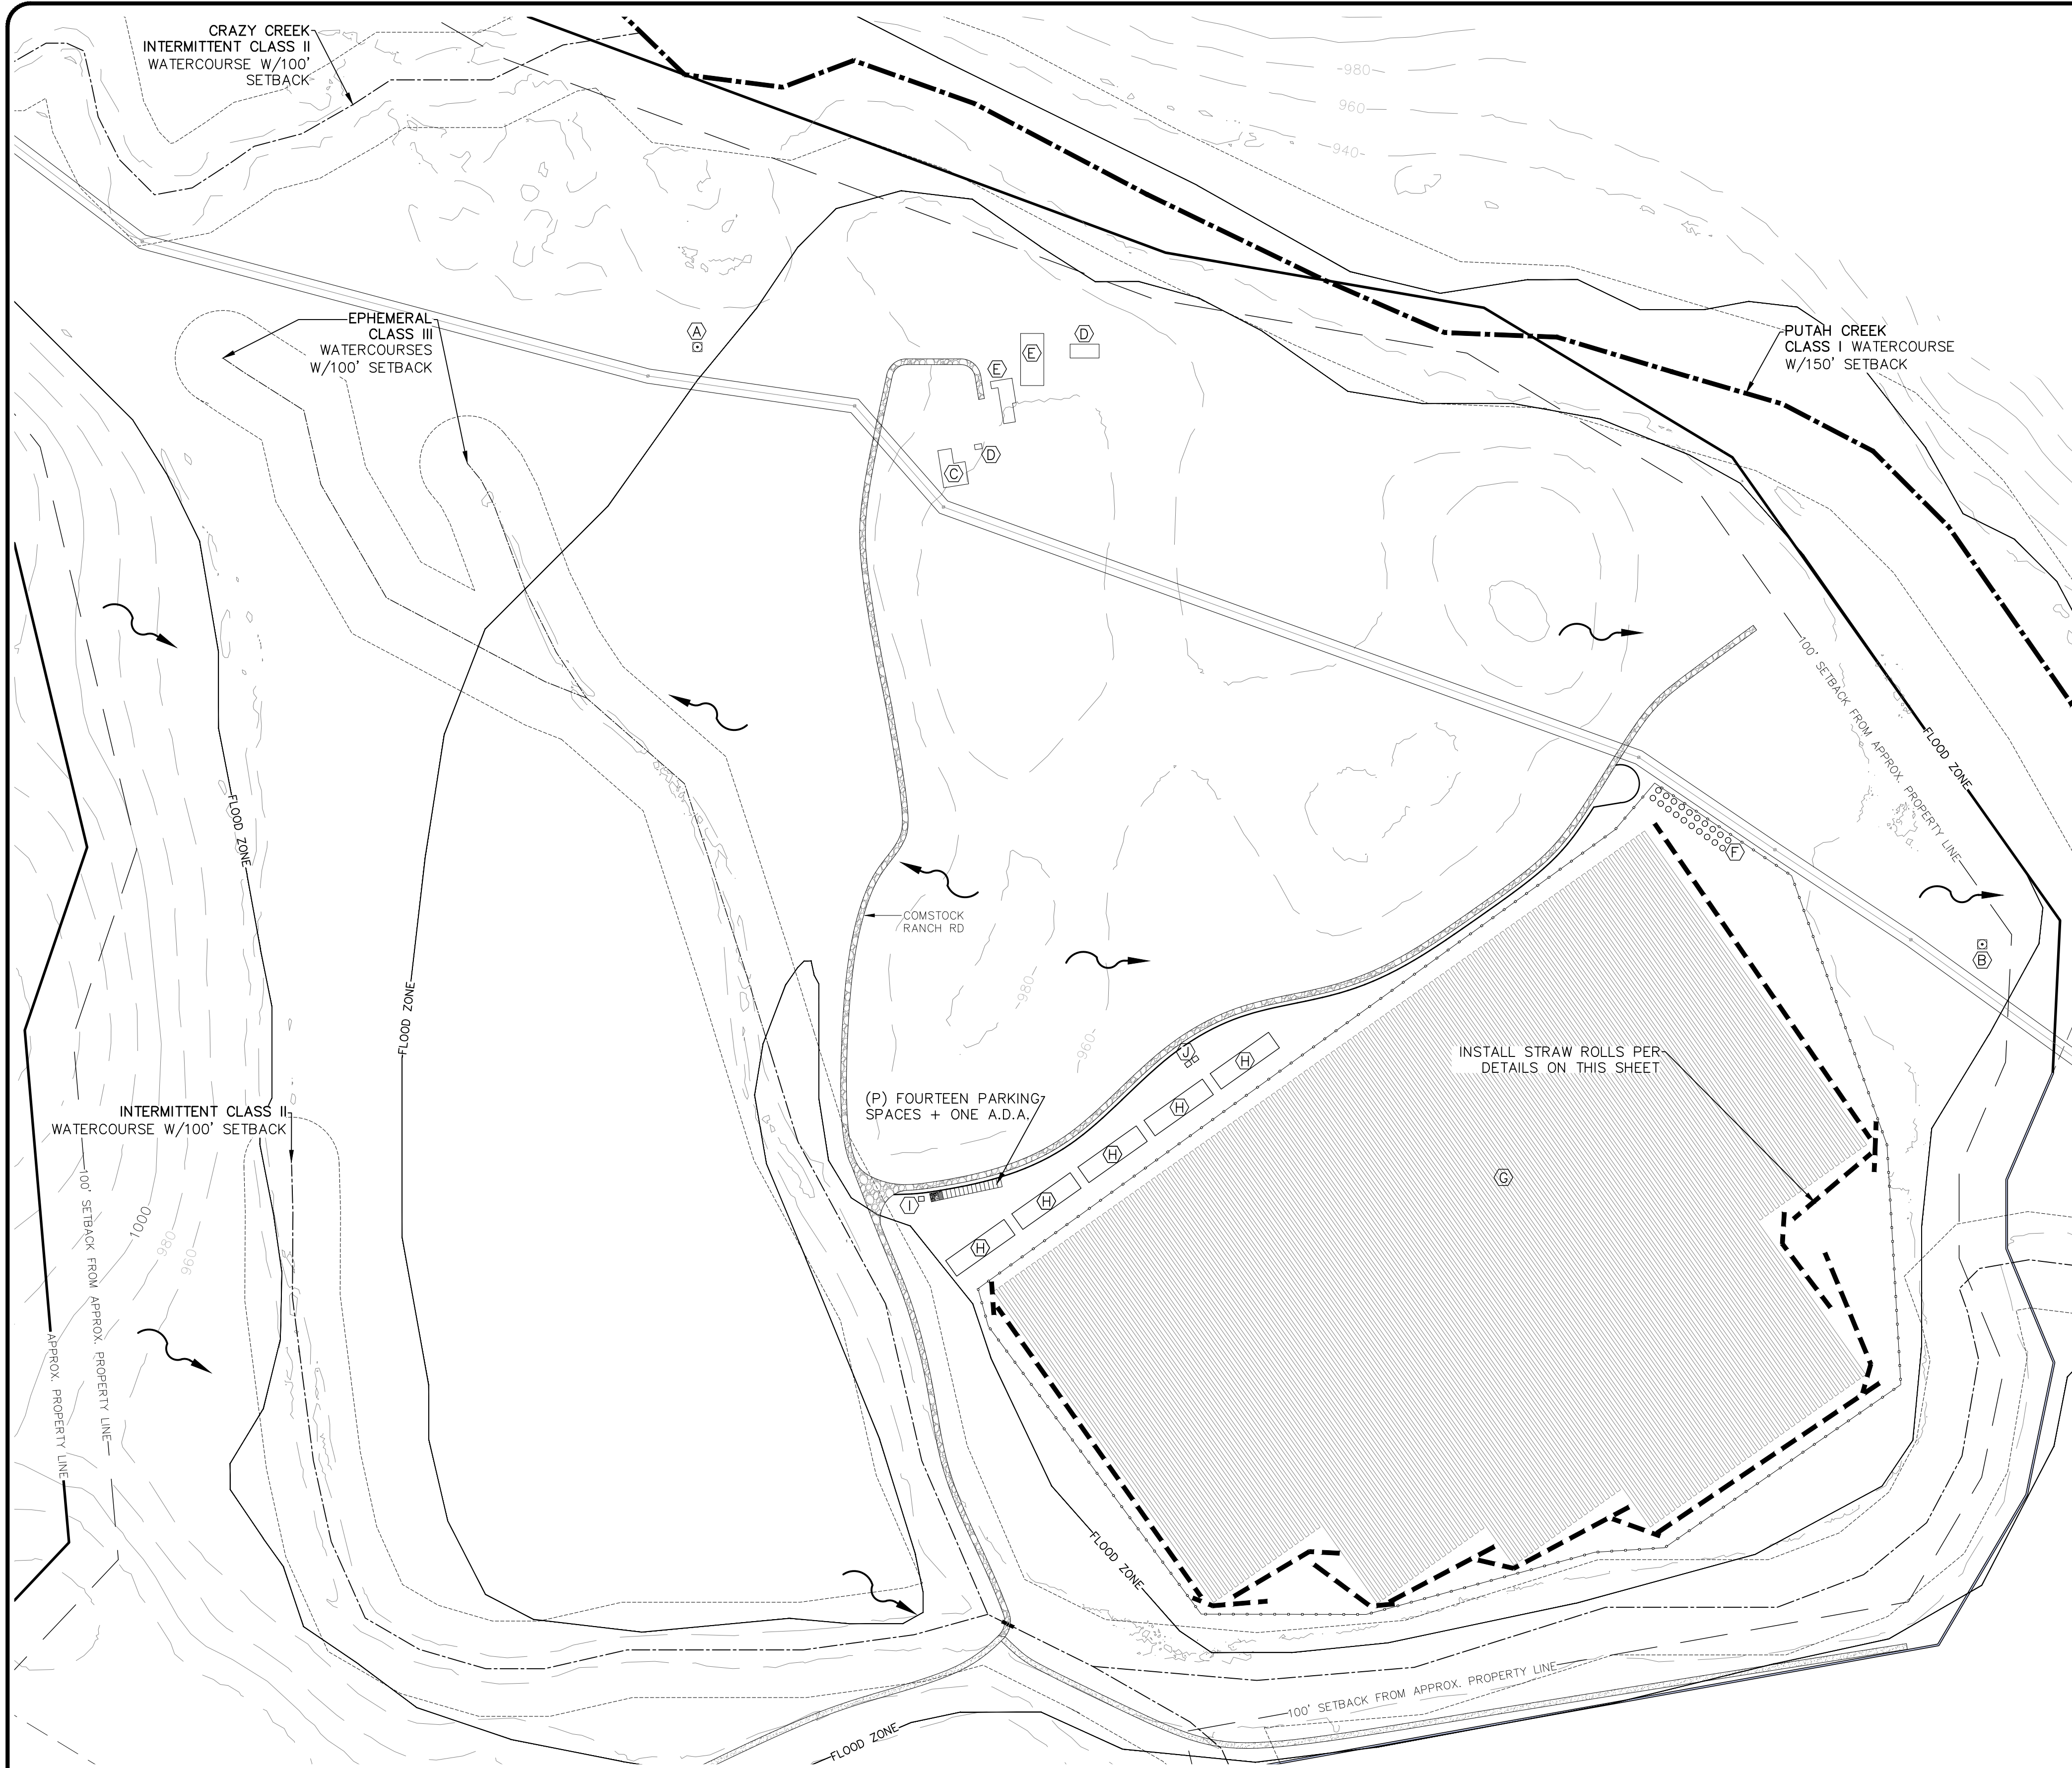 CRAZY CREEK
INTERMITTENT CLASS II
WATERCOURSE W/100'
SETBACK
980
960
940
EPHEMERAL
CLASS III
WATERCOURSES
W/100' SETBACK
A
E
D
E
D
C
PUTAH CREEK
CLASS I WATERCOURSE
W/150' SETBACK
100' SETBACK FROM APPROX. PROPERTY LINE
FLOOD ZONE
FLOOD ZONE
F
COMSTOCK
RANCH RD
B
FLOOD ZONE
980
960
J
H
H
H
H
H
INSTALL STRAW ROLLS PER
DETAILS ON THIS SHEET
(P) FOURTEEN PARKING
SPACES + ONE A.D.A.
I
G
INTERMITTENT CLASS II
WATERCOURSE W/100' SETBACK
100' SETBACK FROM APPROX. PROPERTY LINE
1000
980
960
APPROX. PROPERTY LINE
FLOOD ZONE
100' SETBACK FROM APPROX. PROPERTY LINE
FLOOD ZONE